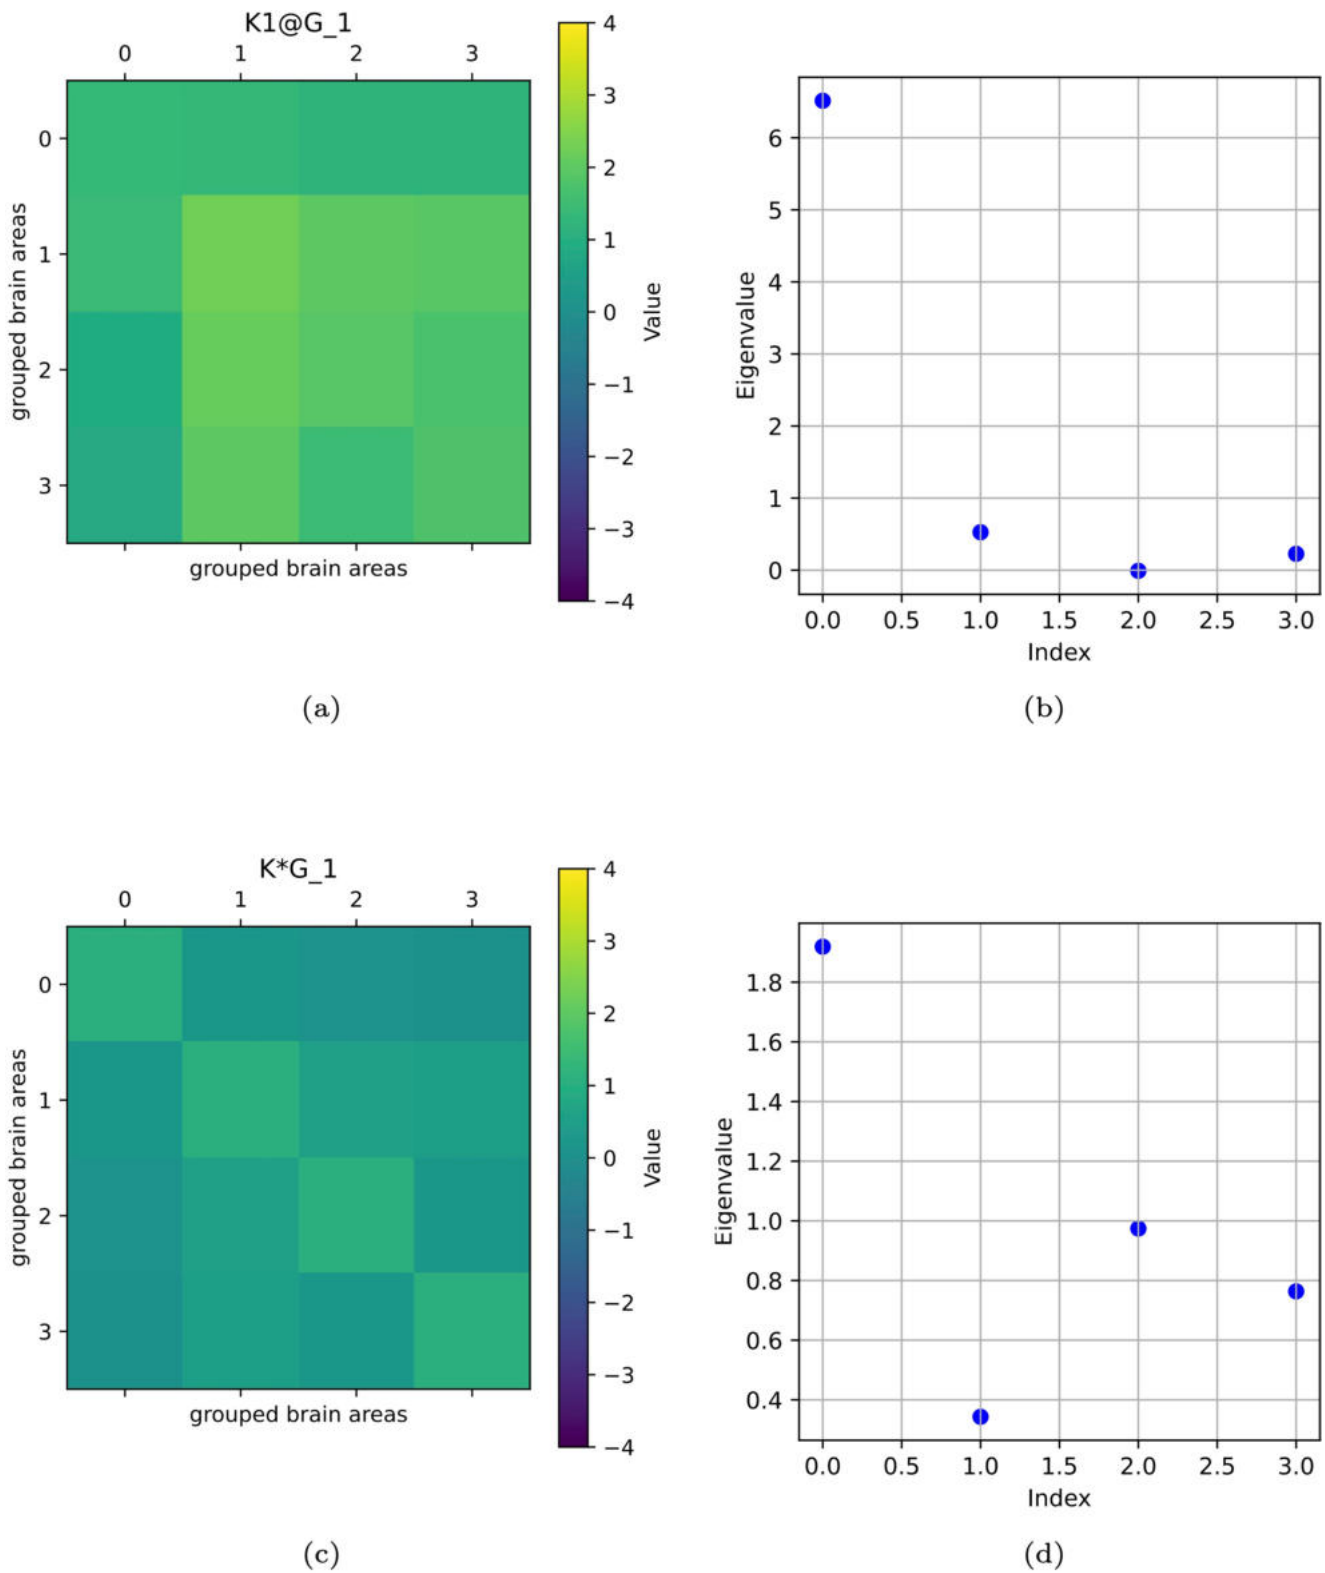 K1@G_1
0 1 2 3
0
1
2
3
grouped brain areas
grouped brain areas
4
3
2
1
0
−1
−2
−3
−4
Value
6
5
4
3
2
1
0
Eigenvalue
0.0 0.5 1.0 1.5 2.0 2.5 3.0
Index
(a)
(b)
K*G_1
0 1 2 3
0
1
2
3
grouped brain areas
grouped brain areas
4
3
2
1
0
−1
−2
−3
−4
Value
1.8
1.6
1.4
1.2
1.0
0.8
0.6
0.4
Eigenvalue
0.0 0.5 1.0 1.5 2.0 2.5 3.0
Index
(c)
(d)